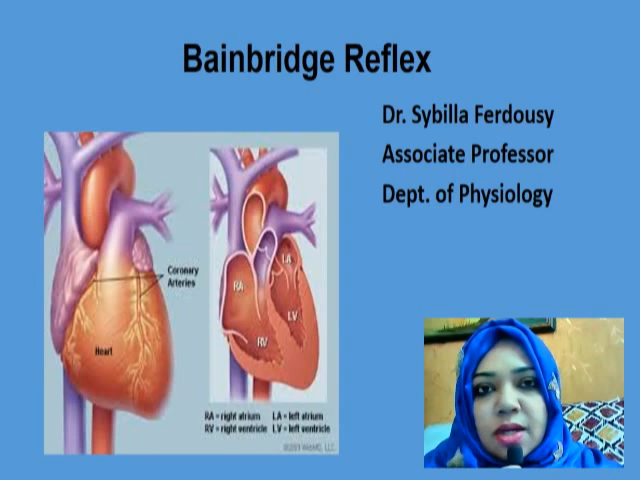 Bainbridge Reflex
Dr. Sybilla Ferdousy
Associate Professor
Dept. of Physiology
Coronary
Arteries
Heart
RA
LA
LV
RV
RA = right atrium LA = left atrium
RV = right ventricle LV = left ventricle